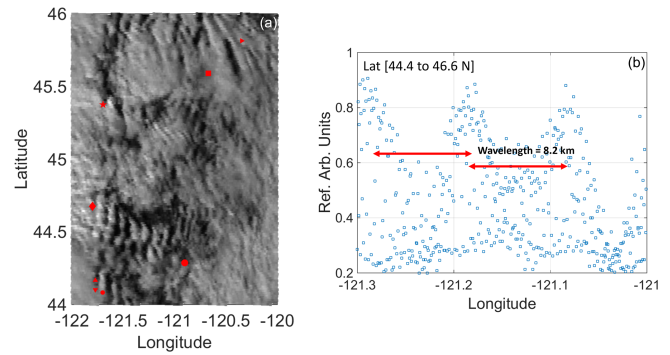 (a)
46
45.5
45
44.5
44
Latitude
-122
-121.5
-121
-120.5
-120
Longitude
(b)
Lat [44.4 to 46.6 N]
1
0.8
0.6
0.4
0.2
Ref. Arb. Units
Wavelength = 8.2 km
-121.3
-121.2
-121.1
-121
Longitude